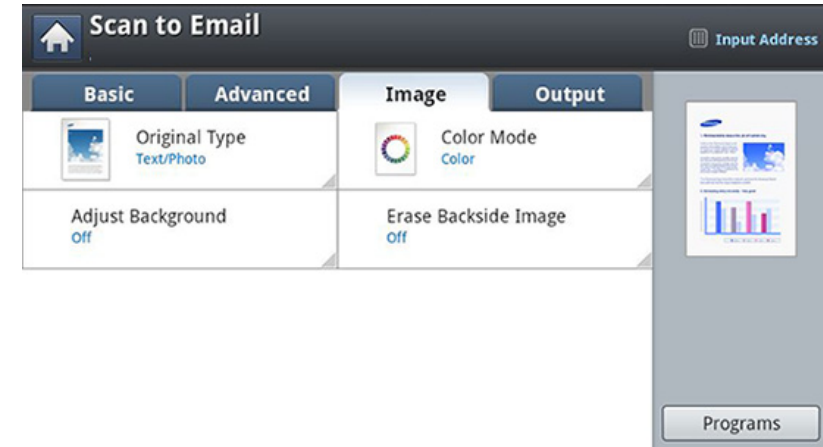 Scan to Email
Input Address
Basic
Advanced
Image
Output
Original Type
Text/Photo
Color Mode
Color
Adjust Background
Off
Erase Backside Image
Off
Programs